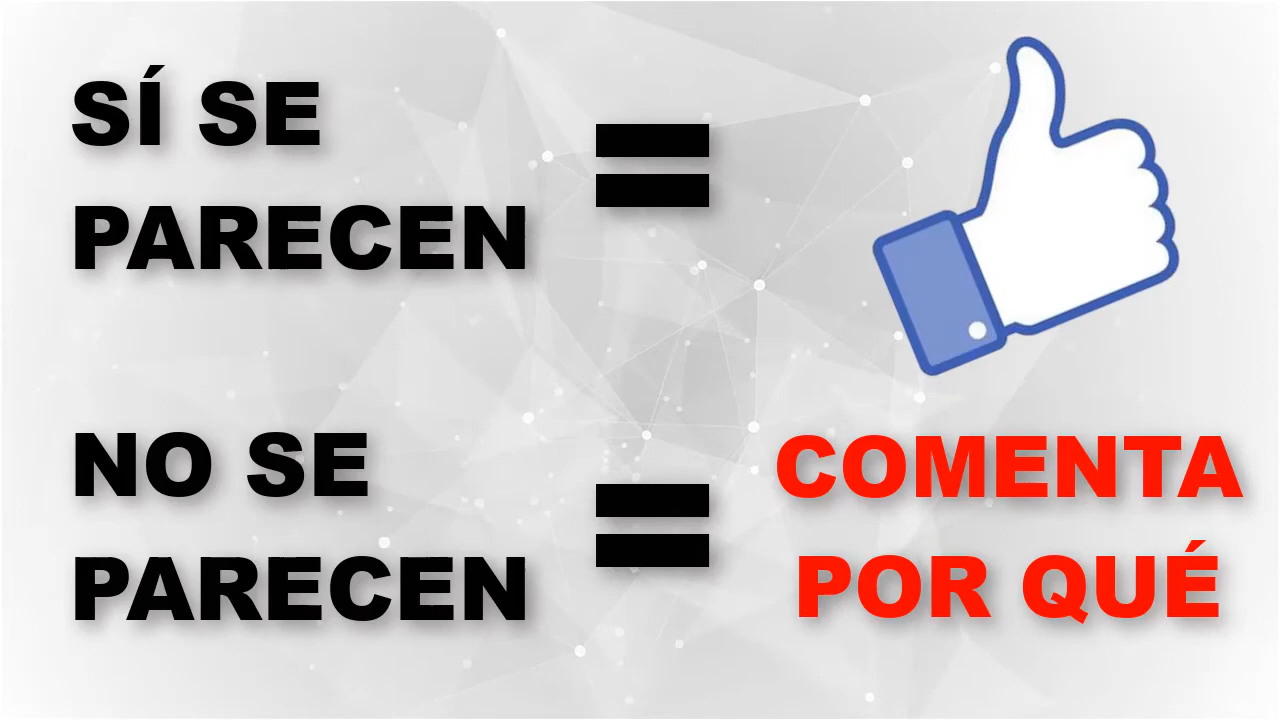 SÍ SE
PARECEN
=
NO SE
PARECEN
=
COMENTA
POR QUÉ